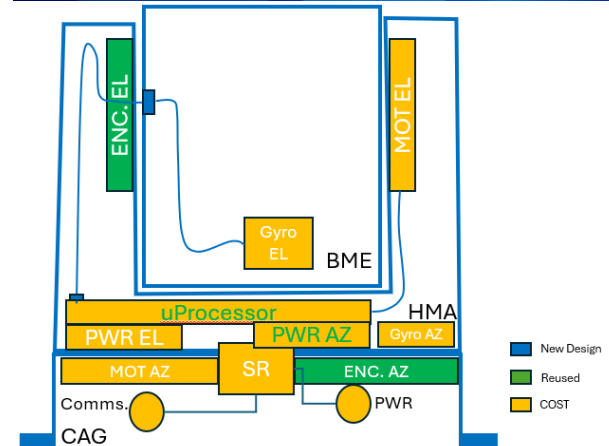 ENC. EL
MOT EL
Gyro
EL
BME
uProcessor
HMA
PWR EL
PWR AZ
Gyro AZ
MOT AZ
SR
ENC. AZ
Comms.
PWR
CAG
New Design
Reused
COST